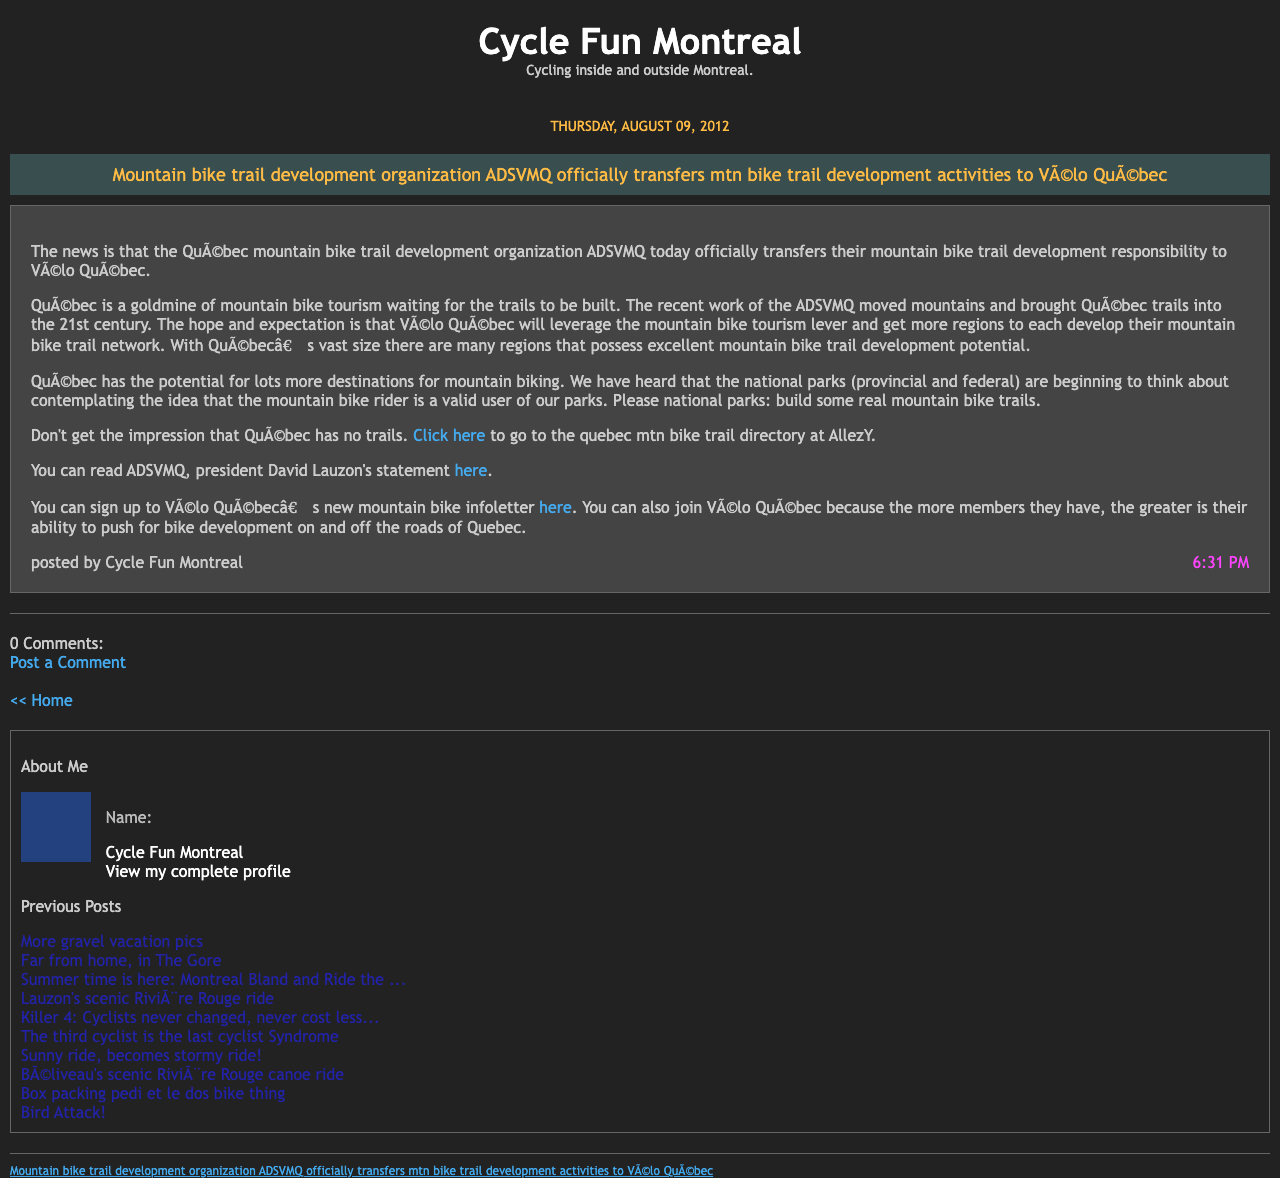 Cycle Fun Montreal
Cycling inside and outside Montreal.
THURSDAY, AUGUST 09, 2012
Mountain bike trail development organization ADSVMQ officially transfers mtn bike trail development activities to VÃ©lo QuÃ©bec
The news is that the QuÃ©bec mountain bike trail development organization ADSVMQ today officially transfers their mountain bike trail development responsibility to
VÃ©lo QuÃ©bec.
QuÃ©bec is a goldmine of mountain bike tourism waiting for the trails to be built. The recent work of the ADSVMQ moved mountains and brought QuÃ©bec trails into
the 21st century. The hope and expectation is that VÃ©lo QuÃ©bec will leverage the mountain bike tourism lever and get more regions to each develop their mountain
bike trail network. With QuÃ©becâ€ s vast size there are many regions that possess excellent mountain bike trail development potential.
QuÃ©bec has the potential for lots more destinations for mountain biking. We have heard that the national parks (provincial and federal) are beginning to think about
contemplating the idea that the mountain bike rider is a valid user of our parks. Please national parks: build some real mountain bike trails.
Don't get the impression that QuÃ©bec has no trails. Click here to go to the quebec mtn bike trail directory at AllezY.
You can read ADSVMQ, president David Lauzon's statement here.
You can sign up to VÃ©lo QuÃ©becâ€ s new mountain bike infoletter here. You can also join VÃ©lo QuÃ©bec because the more members they have, the greater is their
ability to push for bike development on and off the roads of Quebec.
posted by Cycle Fun Montreal 6:31 PM
0 Comments:
Post a Comment
<< Home
About Me
Name:
Cycle Fun Montreal
View my complete profile
Previous Posts
More gravel vacation pics
Far from home, in The Gore
Summer time is here: Montreal Bland and Ride the ...
Lauzon's scenic RiviÃ¨re Rouge ride
Killer 4: Cyclists never changed, never cost less...
The third cyclist is the last cyclist Syndrome
Sunny ride, becomes stormy ride!
BÃ©liveau's scenic RiviÃ¨re Rouge canoe ride
Box packing pedi et le dos bike thing
Bird Attack!
Mountain bike trail development organization ADSVMQ officially transfers mtn bike trail development activities to VÃ©lo QuÃ©bec